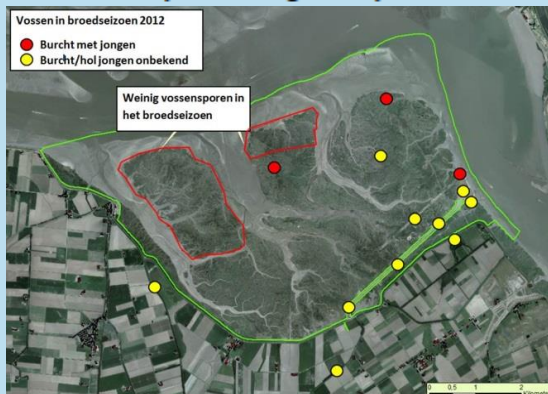 Vossen in broedseizoen 2012
Burcht met jongen
Burcht/hol jongen onbekend
Weinig vossensporen in
het broedseizoen
0 0,5 1 2